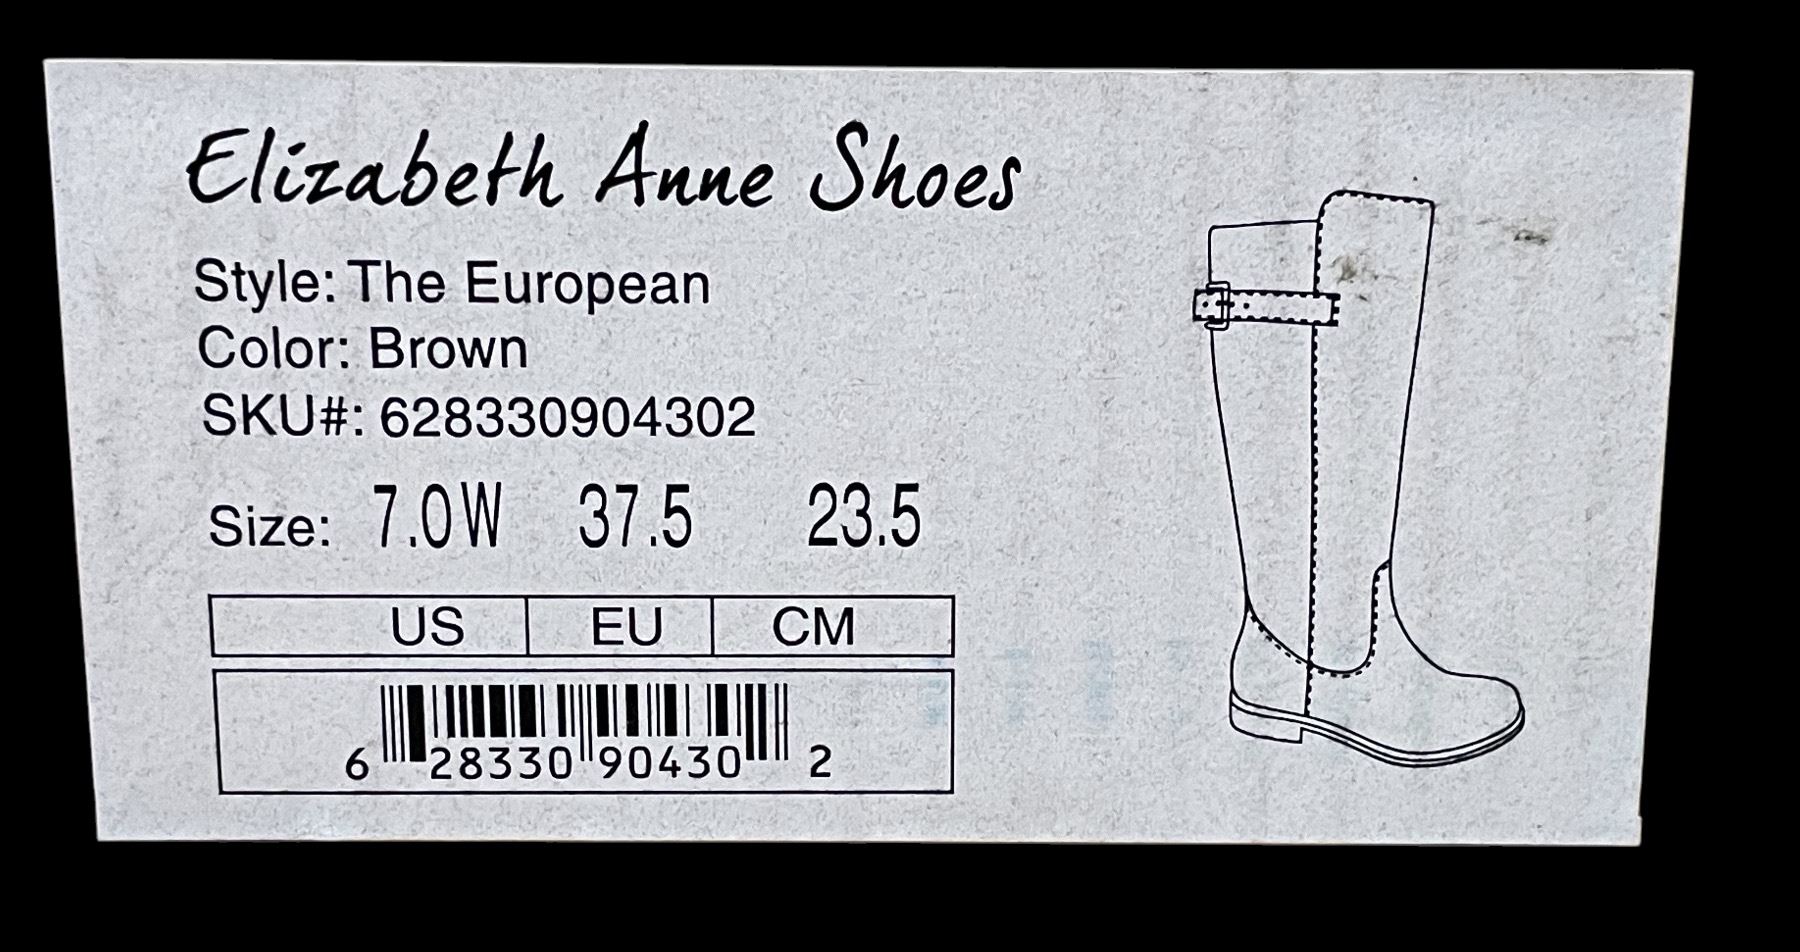 Elizabeth Anne Shoes
Style: The European
Color: Brown
SKU#: 628330904302
Size: 7.0W 37.5 23.5
US EU CM
6 28330 90430 2